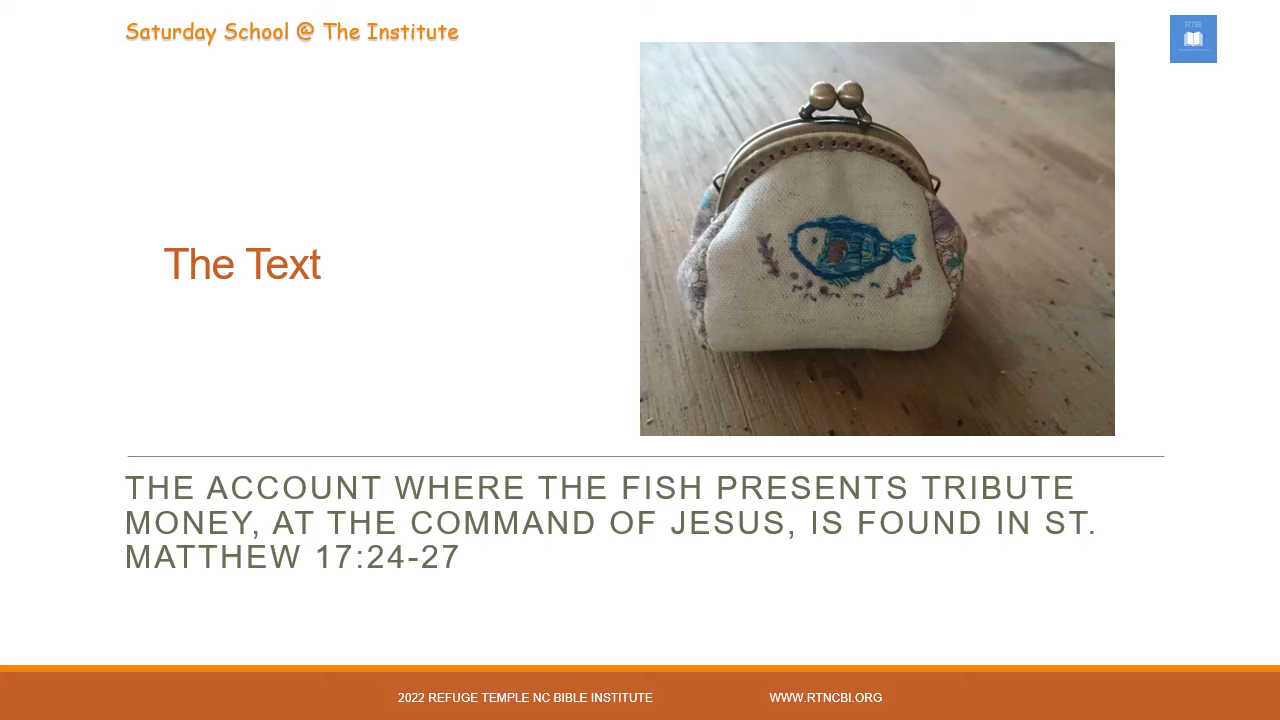 Saturday School @ The Institute
RTBI
The Text
THE ACCOUNT WHERE THE FISH PRESENTS TRIBUTE
MONEY, AT THE COMMAND OF JESUS, IS FOUND IN ST.
MATTHEW 17:24-27
2022 REFUGE TEMPLE NC BIBLE INSTITUTE WWW.RTNCBI.ORG